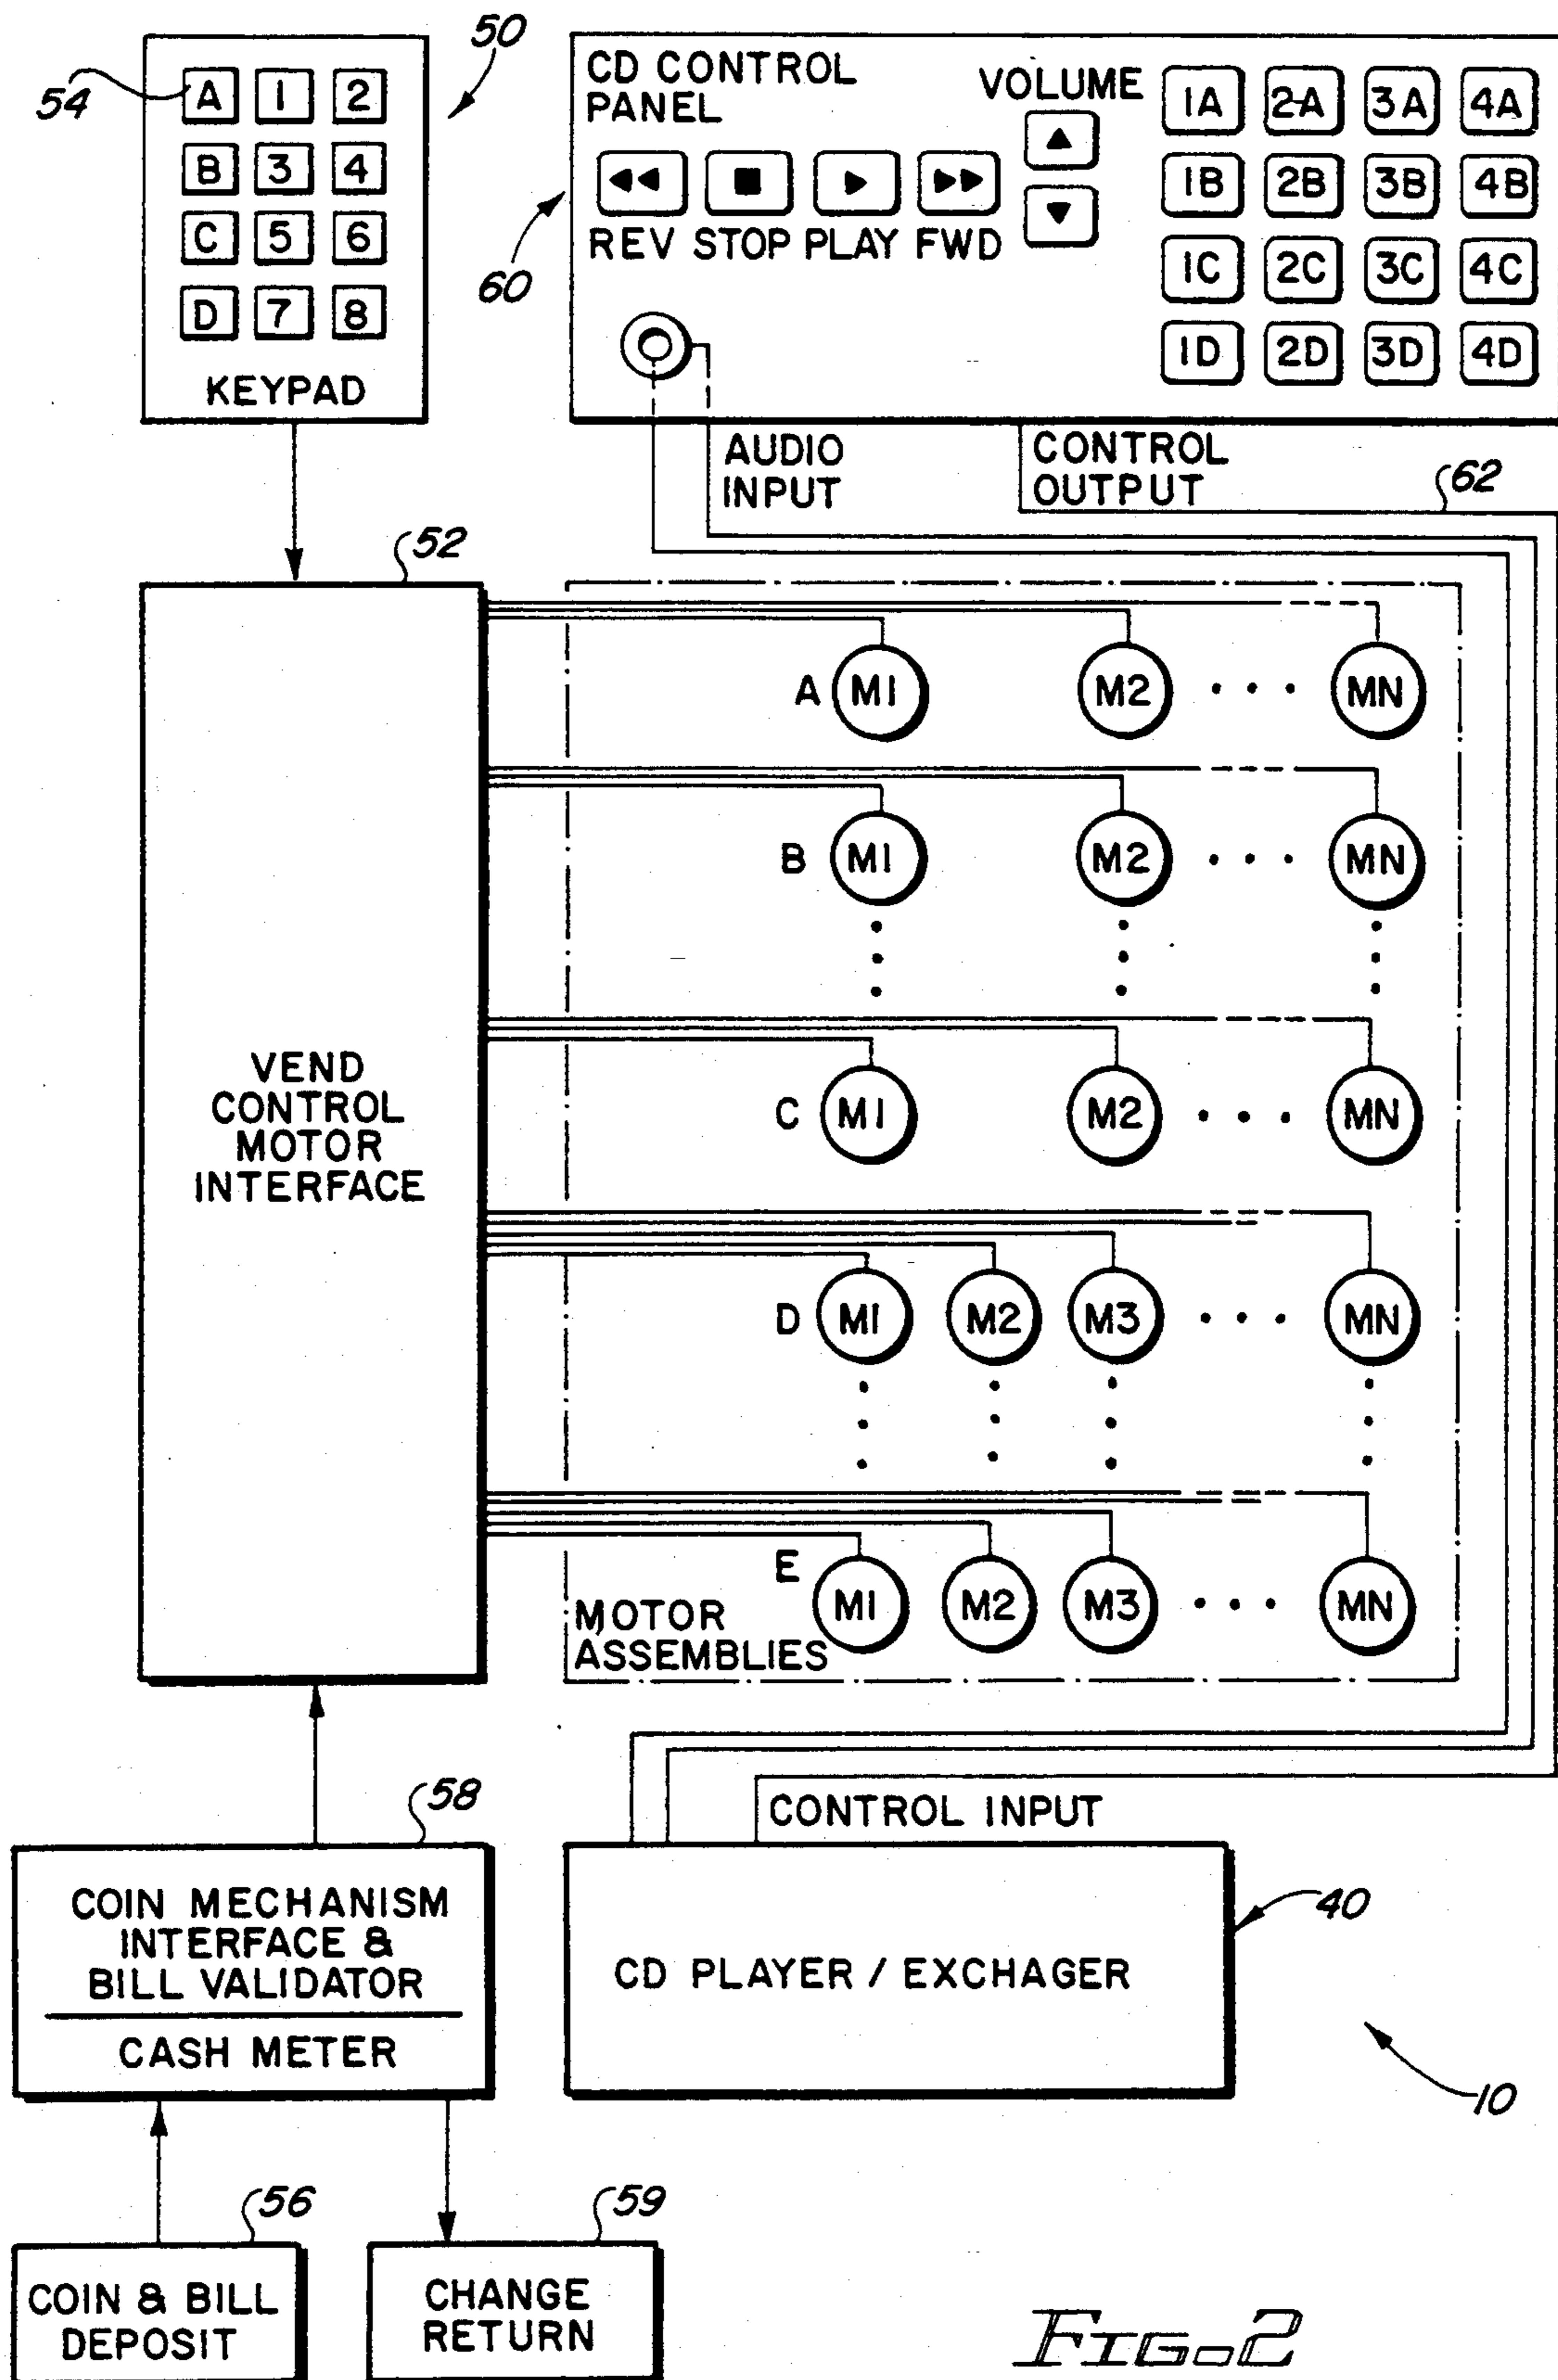 50
54
A 1 2
B 3 4
C 5 6
D 7 8
KEYPAD
CD CONTROL
PANEL
VOLUME
REV STOP PLAY FWD
60
1A 2A 3A 4A
1B 2B 3B 4B
1C 2C 3C 4C
1D 2D 3D 4D
AUDIO
INPUT
CONTROL
OUTPUT
62
52
VEND
CONTROL
MOTOR
INTERFACE
A M1 M2 MN
B M1 M2 MN
C M1 M2 MN
D M1 M2 M3 MN
E M1 M2 M3 MN
MOTOR
ASSEMBLIES
58
COIN MECHANISM
INTERFACE &
BILL VALIDATOR
CASH METER
CONTROL INPUT
40
CD PLAYER / EXCHAGER
10
56
COIN & BILL
DEPOSIT
59
CHANGE
RETURN
FIG. 2